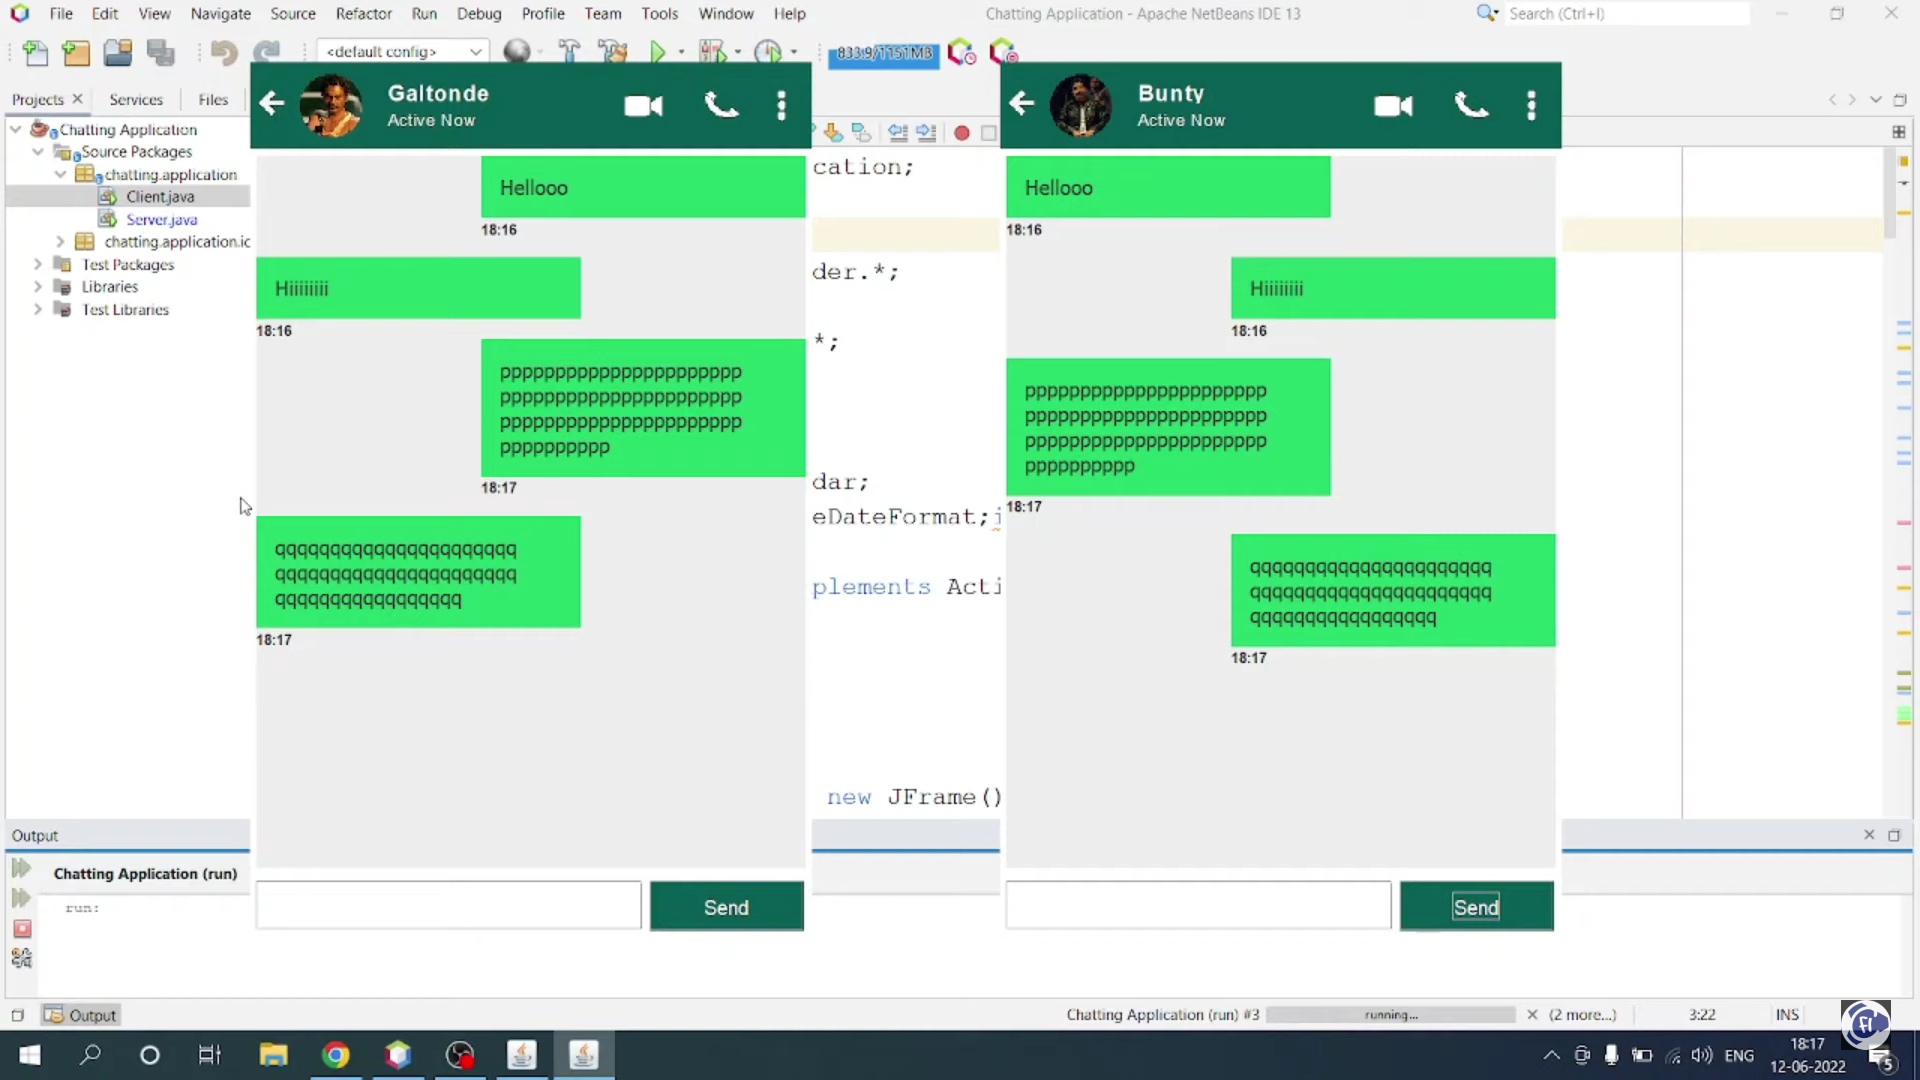 File Edit View Navigate Source Refactor Run Debug Profile Team Tools Window Help
Chatting Application - Apache NetBeans IDE 13
Search (Ctrl+I)
<default config>
833.9/1151MB
Projects Services Files
Chatting Application
Source Packages
chatting.application
Client.java
Server.java
chatting.application.ic
Test Packages
Libraries
Test Libraries
Galtonde
Active Now
Hellooo
18:16
Hiiiiiiii
18:16
pppppppppppppppppppppp
pppppppppppppppppppppp
pppppppppppppppppppppp
pppppppppp
18:17
qqqqqqqqqqqqqqqqqqqqqq
qqqqqqqqqqqqqqqqqqqqqq
qqqqqqqqqqqqqqqqq
18:17
Send
cation;
der.*;
*;
dar;
eDateFormat;i
plements Acti
new JFrame()
Bunty
Active Now
Hellooo
18:16
Hiiiiiiii
18:16
pppppppppppppppppppppp
pppppppppppppppppppppp
pppppppppppppppppppppp
pppppppppp
18:17
qqqqqqqqqqqqqqqqqqqqqq
qqqqqqqqqqqqqqqqqqqqqq
qqqqqqqqqqqqqqqqq
18:17
Send
Output
Chatting Application (run)
run:
Output
Chatting Application (run) #3
running...
(2 more...)
3:22
INS
ENG
18:17
12-06-2022
5